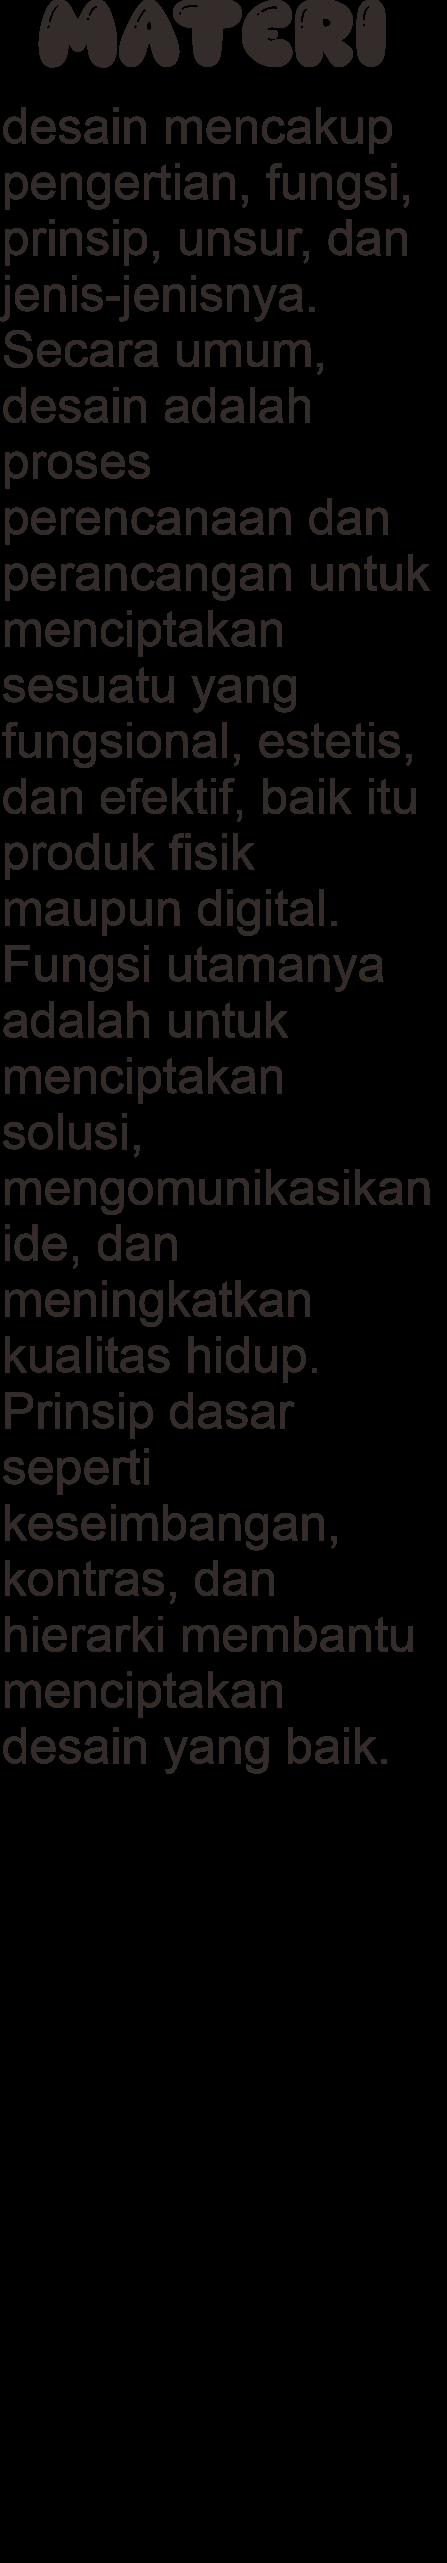 MATERI
desain mencakup
pengertian, fungsi,
prinsip, unsur, dan
jenis-jenisnya.
Secara umum,
desain adalah
proses
perencanaan dan
perancangan untuk
menciptakan
sesuatu yang
fungsional, estetis,
dan efektif, baik itu
produk fisik
maupun digital.
Fungsi utamanya
adalah untuk
menciptakan
solusi,
mengomunikasikan
ide, dan
meningkatkan
kualitas hidup.
Prinsip dasar
seperti
keseimbangan,
kontras, dan
hierarki membantu
menciptakan
desain yang baik.